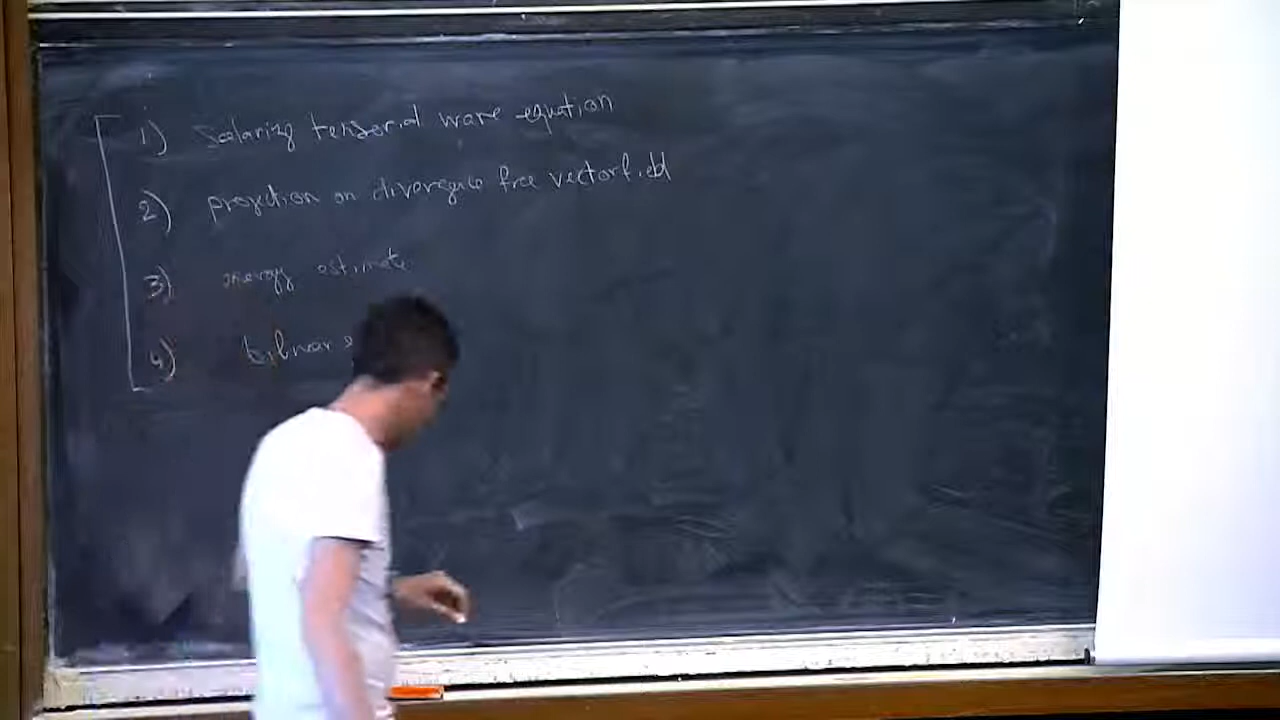 1) Scalarizing tensorial wave equation
2) projection on divergence free vectorfield
3) energy estimate
4) bilinear